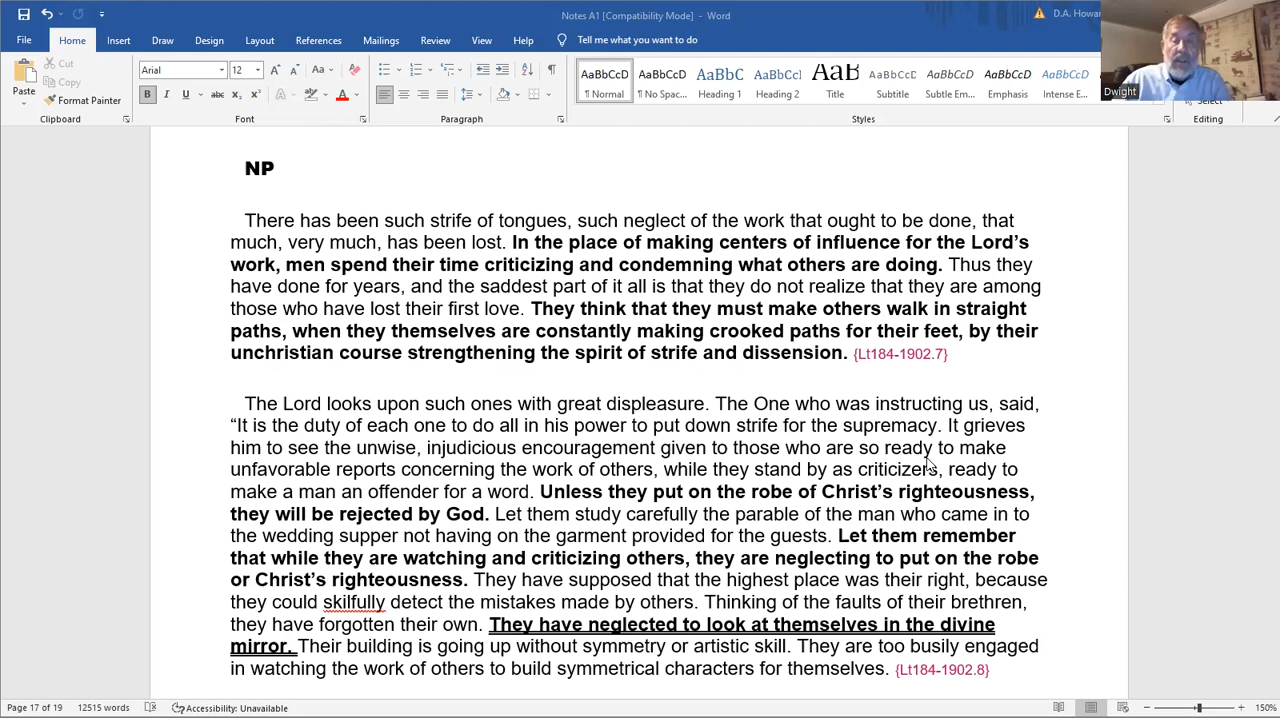 Notes A1 [Compatibility Mode] - Word
D.A. Howar
File Home Insert Draw Design Layout References Mailings Review View Help Tell me what you want to do
Paste
Cut
Copy
Format Painter
Clipboard
Arial 12
Font
Paragraph
AaBbCcD AaBbCcD AaBbC AaBbCcl AaB AaBbCcD AaBbCcD AaBbCcD AaBbCcD
¶ Normal ¶ No Spac... Heading 1 Heading 2 Title Subtitle Subtle Em... Emphasis Intense E...
Styles
Dwight
Select
Editing
NP
There has been such strife of tongues, such neglect of the work that ought to be done, that
much, very much, has been lost. In the place of making centers of influence for the Lord’s
work, men spend their time criticizing and condemning what others are doing. Thus they
have done for years, and the saddest part of it all is that they do not realize that they are among
those who have lost their first love. They think that they must make others walk in straight
paths, when they themselves are constantly making crooked paths for their feet, by their
unchristian course strengthening the spirit of strife and dissension. {Lt184-1902.7}
The Lord looks upon such ones with great displeasure. The One who was instructing us, said,
“It is the duty of each one to do all in his power to put down strife for the supremacy. It grieves
him to see the unwise, injudicious encouragement given to those who are so ready to make
unfavorable reports concerning the work of others, while they stand by as criticizers, ready to
make a man an offender for a word. Unless they put on the robe of Christ’s righteousness,
they will be rejected by God. Let them study carefully the parable of the man who came in to
the wedding supper not having on the garment provided for the guests. Let them remember
that while they are watching and criticizing others, they are neglecting to put on the robe
or Christ’s righteousness. They have supposed that the highest place was their right, because
they could skilfully detect the mistakes made by others. Thinking of the faults of their brethren,
they have forgotten their own. They have neglected to look at themselves in the divine
mirror. Their building is going up without symmetry or artistic skill. They are too busily engaged
in watching the work of others to build symmetrical characters for themselves. {Lt184-1902.8}
Page 17 of 19 12515 words Accessibility: Unavailable 150%